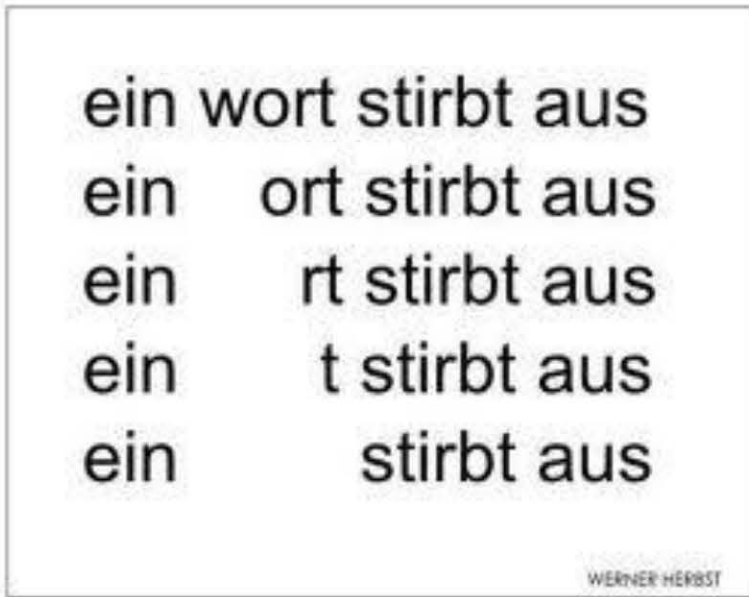 ein wort stirbt aus
ein ort stirbt aus
ein rt stirbt aus
ein t stirbt aus
ein stirbt aus
WERNER HERBST